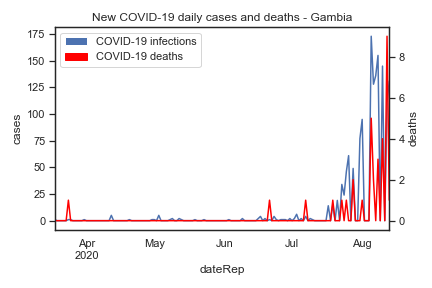 New COVID-19 daily cases and deaths - Gambia
COVID-19 infections
COVID-19 deaths
175
150
125
100
75
50
25
0
cases
8
6
4
2
0
deaths
Apr
2020
May
Jun
Jul
Aug
dateRep